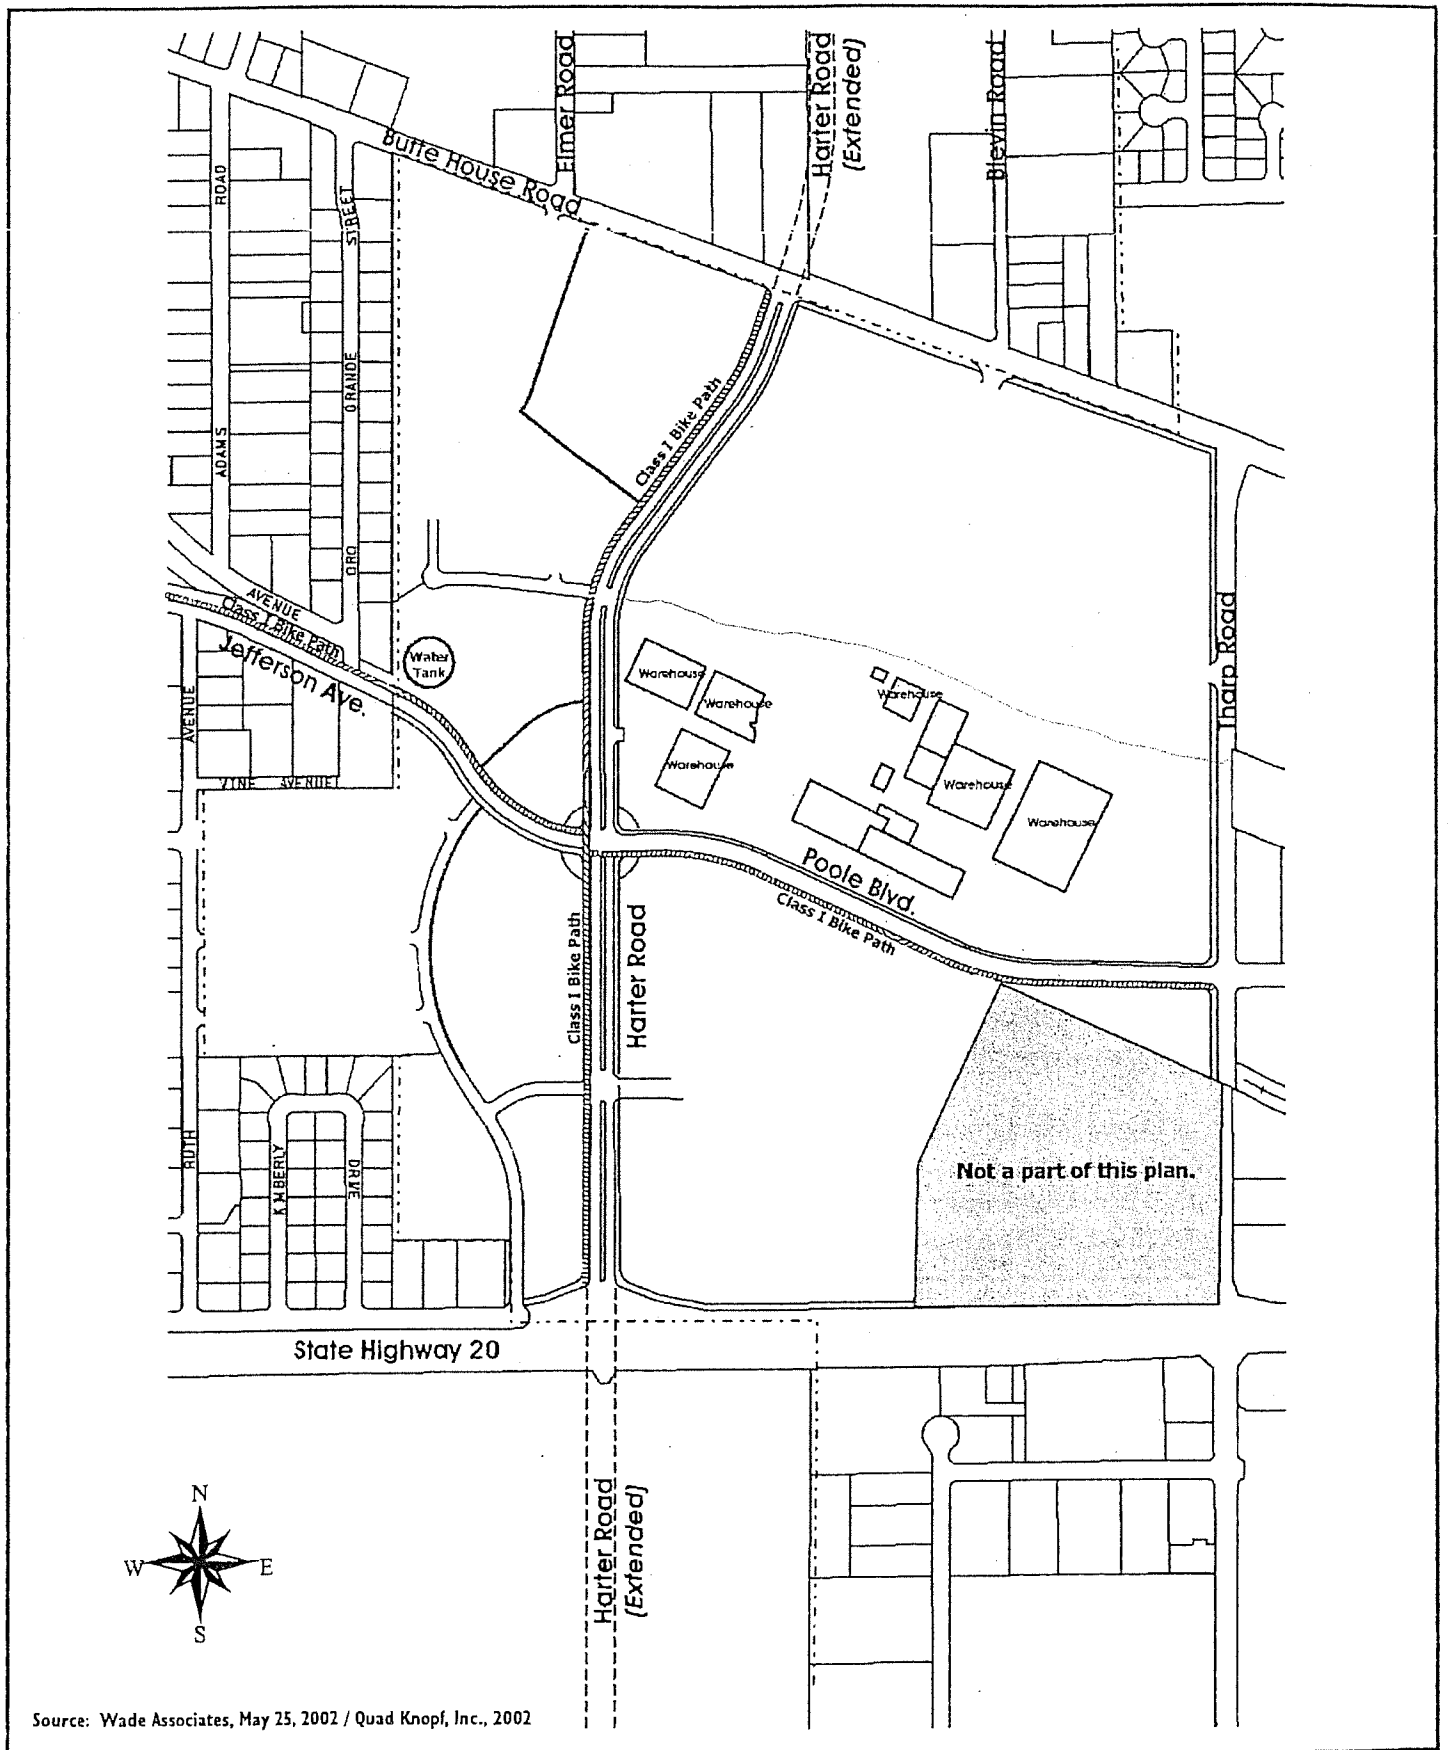 Elmer Road
Harter Road
(Extended)
Blevin Road
Butte House Road
ROAD
STREET
GRANDE
ADAMS
ORO
Class I Bike Path
AVENUE
Class I Bike Path
Jefferson Ave.
Water
Tank
Warehouse
Warehouse
Warehouse
Warehouse
Warehouse
Warehouse
Tharp Road
AVENUE
VINE AVENUE
Poole Blvd.
Class I Bike Path
Class I Bike Path
Harter Road
RUTH
KIMBERLY
DRIVE
Not a part of this plan.
State Highway 20
Harter Road
(Extended)
N
W
E
S
Source: Wade Associates, May 25, 2002 / Quad Knopf, Inc., 2002